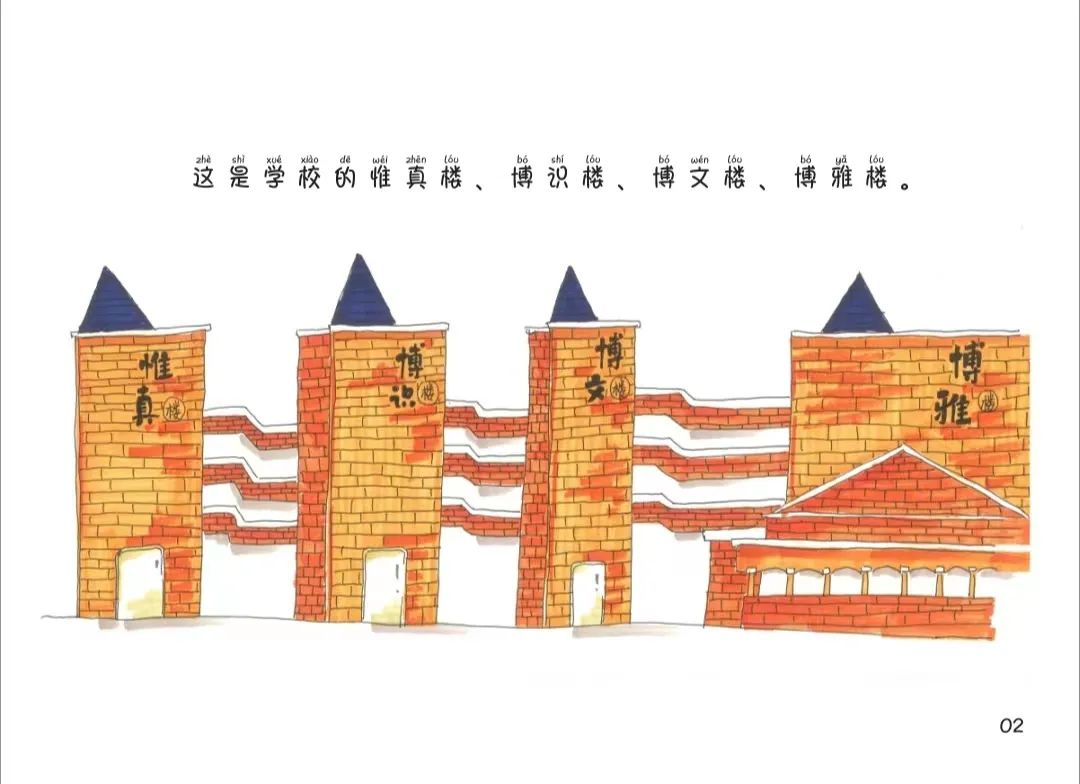 zhè shì xué xiào dē wéi zhēn lóu bó shí lóu bó wén lóu bó yǎ lóu
这是学校的惟真楼、博识楼、博文楼、博雅楼。
惟
真楼
博
识楼
博
文楼
博
雅楼
02